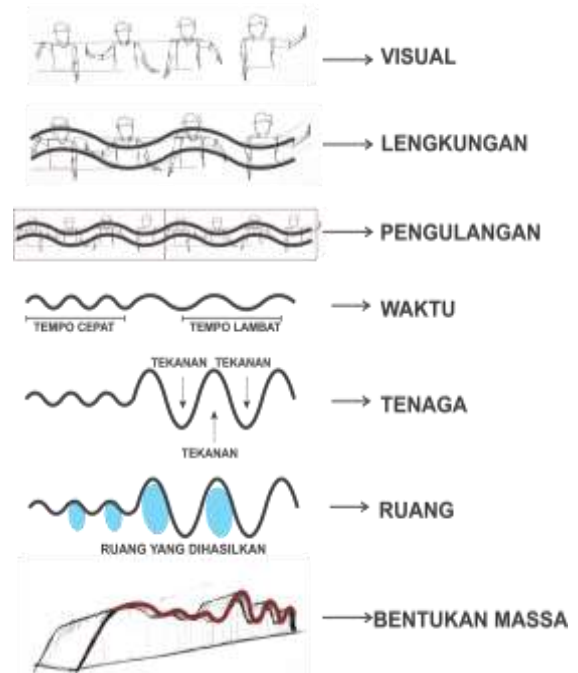 VISUAL
LENGKUNGAN
PENGULANGAN
WAKTU
TEMPO CEPAT TEMPO LAMBAT
TEKANAN TEKANAN
TENAGA
TEKANAN
RUANG
RUANG YANG DIHASILKAN
BENTUKAN MASSA